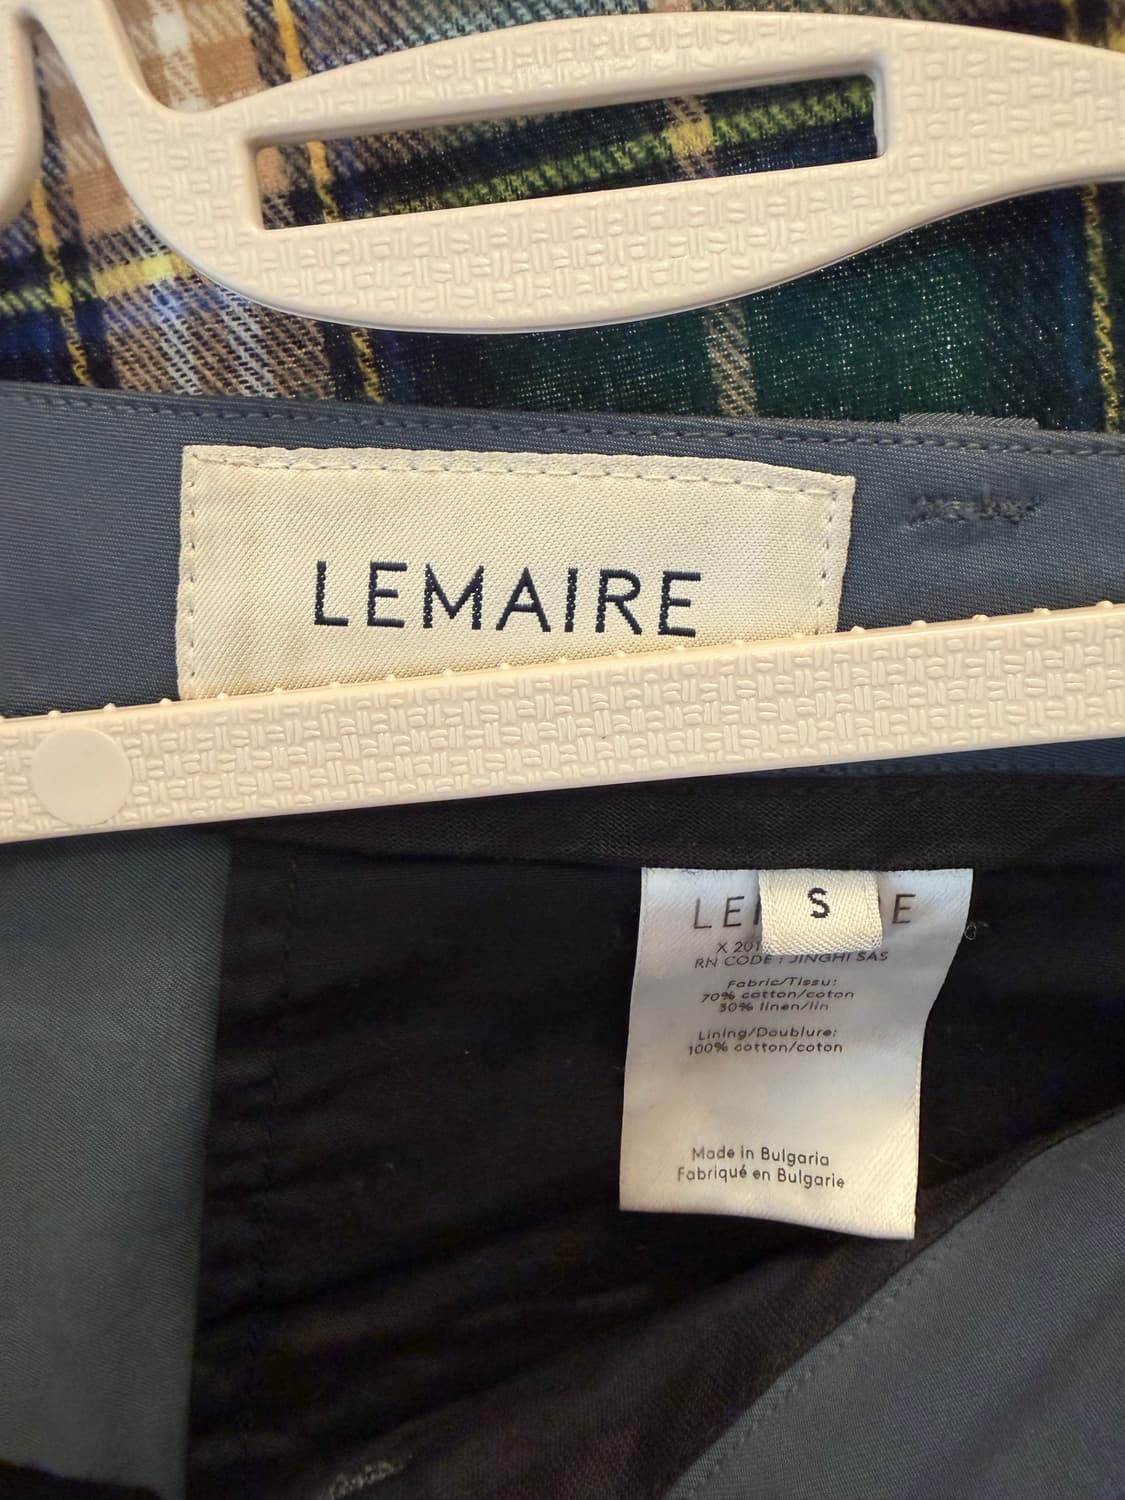 LEMAIRE
S
LE E
X 201
RN CODE : JINGHI SAS
Fabric/Tissu:
70% cotton/coton
30% linen/lin
Lining/Doublure:
100% cotton/coton
Made in Bulgaria
Fabriqué en Bulgarie